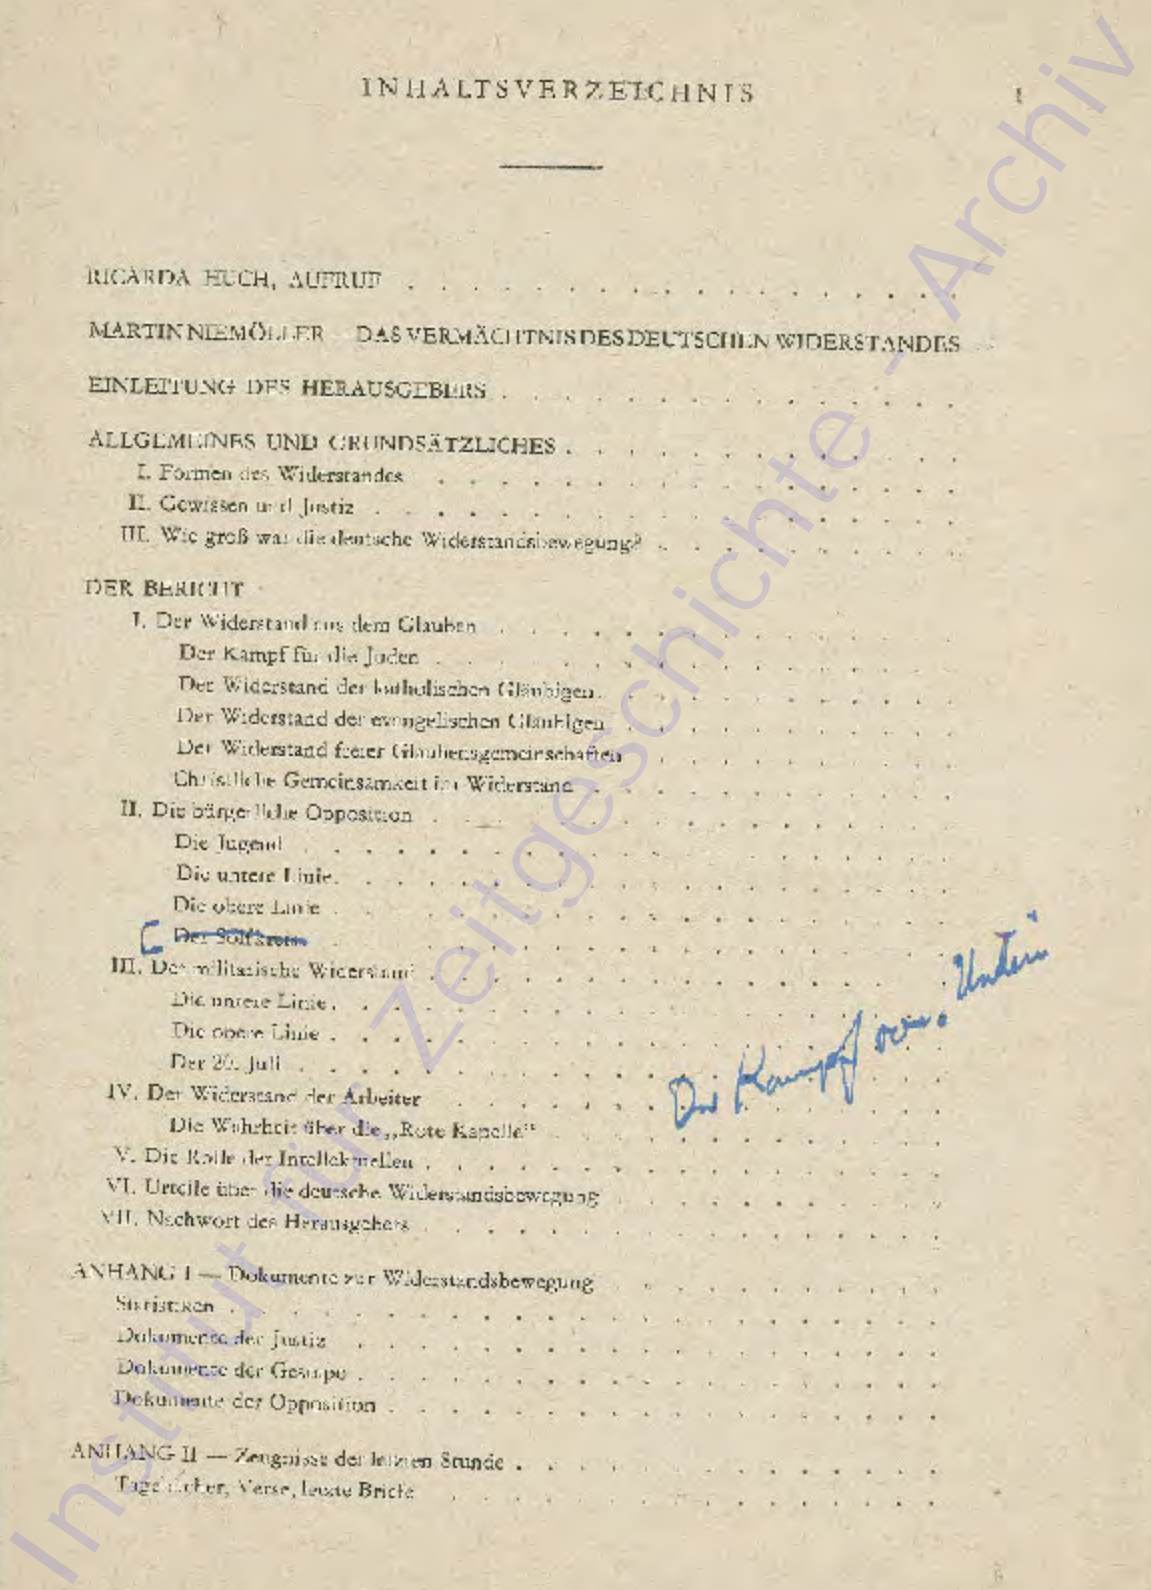 INHALTSVERZEICHNIS
RICARDA HUCH, AUFRUF
MARTIN NIEMÖLLER – DAS VERMÄCHTNIS DES DEUTSCHEN WIDERSTANDES
EINLEITUNG DES HERAUSGEBERS
ALLGEMEINES UND GRUNDSÄTZLICHES
I. Formen des Widerstandes
II. Gewissen und Justiz
III. Wie groß war die deutsche Widerstandsbewegung?
DER BERICHT
I. Der Widerstand aus dem Glauben
Der Kampf für die Juden
Der Widerstand der katholischen Gläubigen
Der Widerstand der evangelischen Gläubigen
Der Widerstand freier Glaubensgemeinschaften
Christliche Gemeinsamkeit im Widerstand
II. Die bürgerliche Opposition
Die Jugend
Die untere Linie
Die obere Linie
Der Solfkreis
III. Der militärische Widerstand
Die untere Linie
Die obere Linie
Der 20. Juli
IV. Der Widerstand der Arbeiter
Die Wahrheit über die „Rote Kapelle“
V. Die Rolle der Intellektuellen
VI. Urteile über die deutsche Widerstandsbewegung
VII. Nachwort des Herausgebers
Kampf
ANHANG I — Dokumente zur Widerstandsbewegung
Statistiken
Dokumente der Justiz
Dokumente der Gestapo
Dokumente der Opposition
ANHANG II — Zeugnisse der letzten Stunde
Tagebücher, Verse, letzte Briefe
Institut für Zeitgeschichte - Archiv